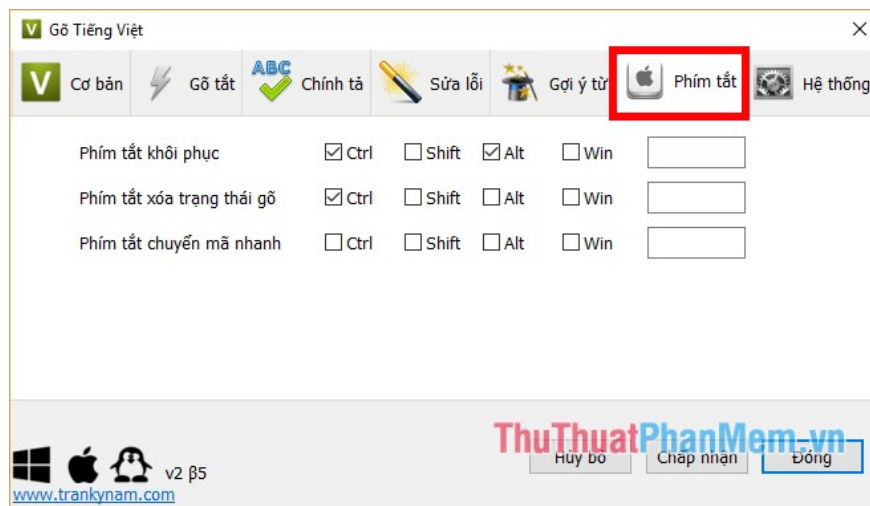 Gõ Tiếng Việt
Cơ bản Gõ tắt ABC Chính tả Sửa lỗi Gợi ý từ Phím tắt Hệ thống
Phím tắt khôi phục Ctrl Shift Alt Win
Phím tắt xóa trạng thái gõ Ctrl Shift Alt Win
Phím tắt chuyển mã nhanh Ctrl Shift Alt Win
ThuThuatPhanMem.vn
Hủy bỏ Chấp nhận Đóng
v2 β5
www.trankynam.com